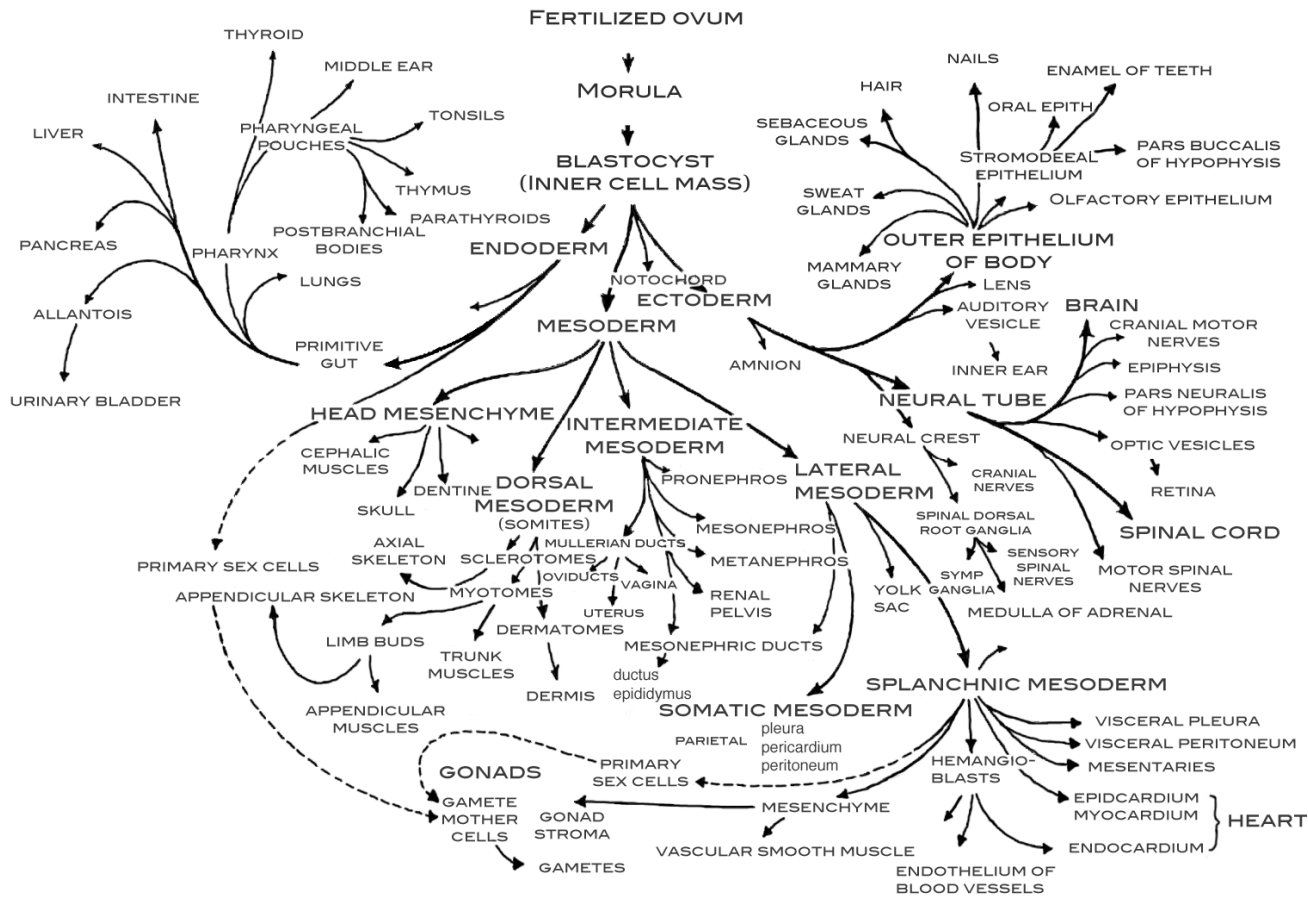 FERTILIZED OVUM
MORULA
BLASTOCYST
(INNER CELL MASS)
ENDODERM
NOTOCHORD
ECTODERM
MESODERM
THYROID
MIDDLE EAR
INTESTINE
TONSILS
LIVER
PHARYNGEAL
POUCHES
THYMUS
PARATHYROIDS
POSTBRANCHIAL
BODIES
PANCREAS
PHARYNX
LUNGS
ALLANTOIS
PRIMITIVE
GUT
URINARY BLADDER
NAILS
ENAMEL OF TEETH
HAIR
ORAL EPITH
SEBACEOUS
GLANDS
STROMODEEAL
EPITHELIUM
PARS BUCCALIS
OF HYPOPHYSIS
SWEAT
GLANDS
OLFACTORY EPITHELIUM
OUTER EPITHELIUM
OF BODY
MAMMARY
GLANDS
LENS
AUDITORY
VESICLE
BRAIN
CRANIAL MOTOR
NERVES
AMNION
INNER EAR
EPIPHYSIS
NEURAL TUBE
PARS NEURALIS
OF HYPOPHYSIS
NEURAL CREST
OPTIC VESICLES
CRANIAL
NERVES
RETINA
SPINAL DORSAL
ROOT GANGLIA
SPINAL CORD
SENSORY
SPINAL
NERVES
SYMP
GANGLIA
MOTOR SPINAL
NERVES
MEDULLA OF ADRENAL
HEAD MESENCHYME
INTERMEDIATE
MESODERM
CEPHALIC
MUSCLES
DENTINE
SKULL
DORSAL
MESODERM
(SOMITES)
PRONEPHROS
LATERAL
MESODERM
MESONEPHROS
MULLERIAN DUCTS
METANEPHROS
AXIAL
SKELETON
SCLEROTOMES
OVIDUCTS
VAGINA
YOLK
SAC
PRIMARY SEX CELLS
APPENDICULAR SKELETON
MYOTOMES
UTERUS
RENAL
PELVIS
DERMATOMES
LIMB BUDS
TRUNK
MUSCLES
MESONEPHRIC DUCTS
DERMIS
ductus
epididymus
APPENDICULAR
MUSCLES
SOMATIC MESODERM
PARIETAL
pleura
pericardium
peritoneum
SPLANCHNIC MESODERM
VISCERAL PLEURA
VISCERAL PERITONEUM
MESENTARIES
HEMANGIO-
BLASTS
PRIMARY
SEX CELLS
GONADS
GAMETE
MOTHER
CELLS
GONAD
STROMA
MESENCHYME
EPIDCARDIUM
MYOCARDIUM
HEART
ENDOCARDIUM
VASCULAR SMOOTH MUSCLE
GAMETES
ENDOTHELIUM OF
BLOOD VESSELS